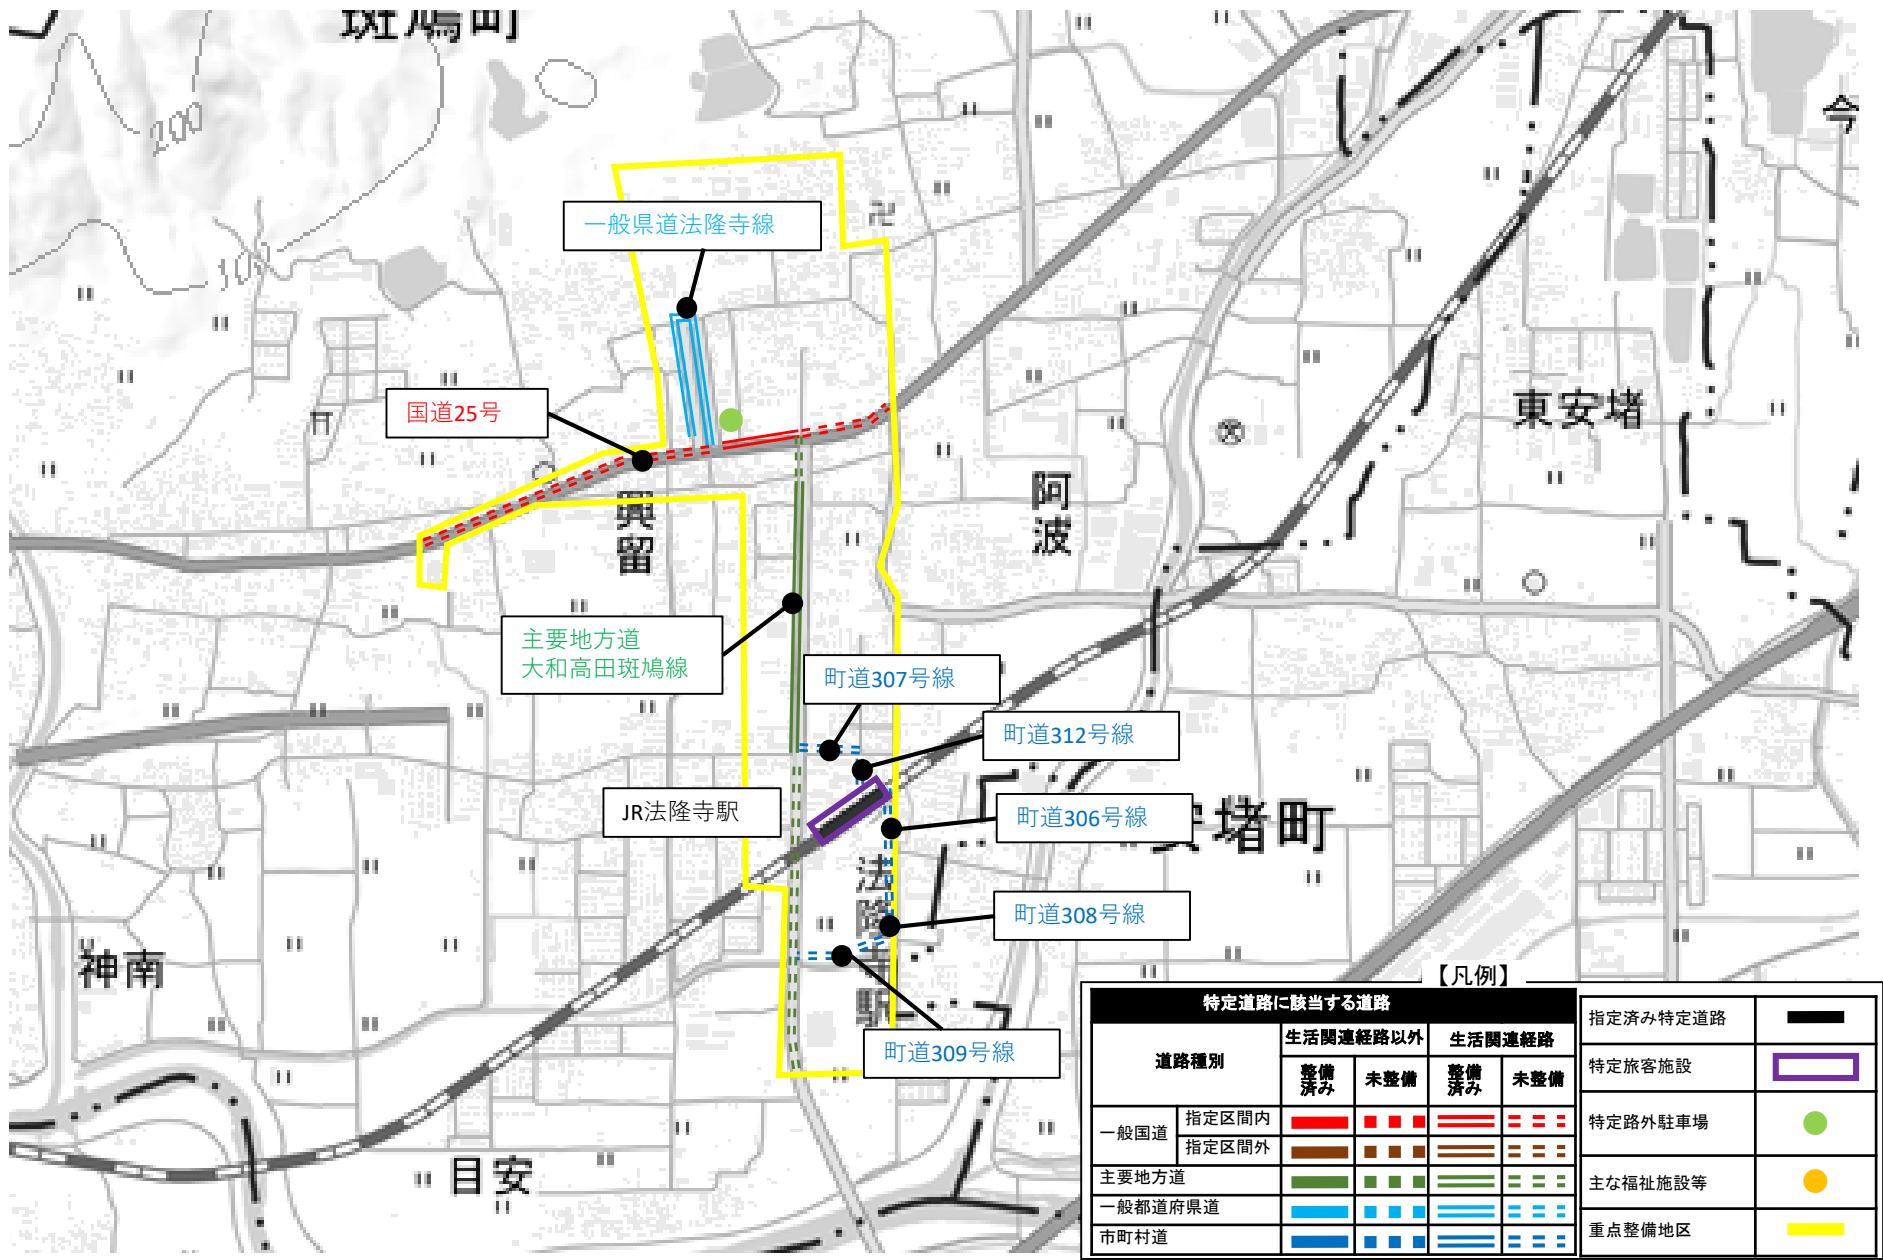 斑鳩町
200
100
今
一般県道法隆寺線
国道25号
東安堵
阿波
興留
主要地方道
大和高田斑鳩線
町道307号線
町道312号線
JR法隆寺駅
町道306号線
安堵町
法隆寺駅
町道308号線
神南
町道309号線
目安
【凡例】
特定道路に該当する道路
道路種別
生活関連経路以外
生活関連経路
整備済み
未整備
整備済み
未整備
一般国道
指定区間内
指定区間外
主要地方道
一般都道府県道
市町村道
指定済み特定道路
特定旅客施設
特定路外駐車場
主な福祉施設等
重点整備地区